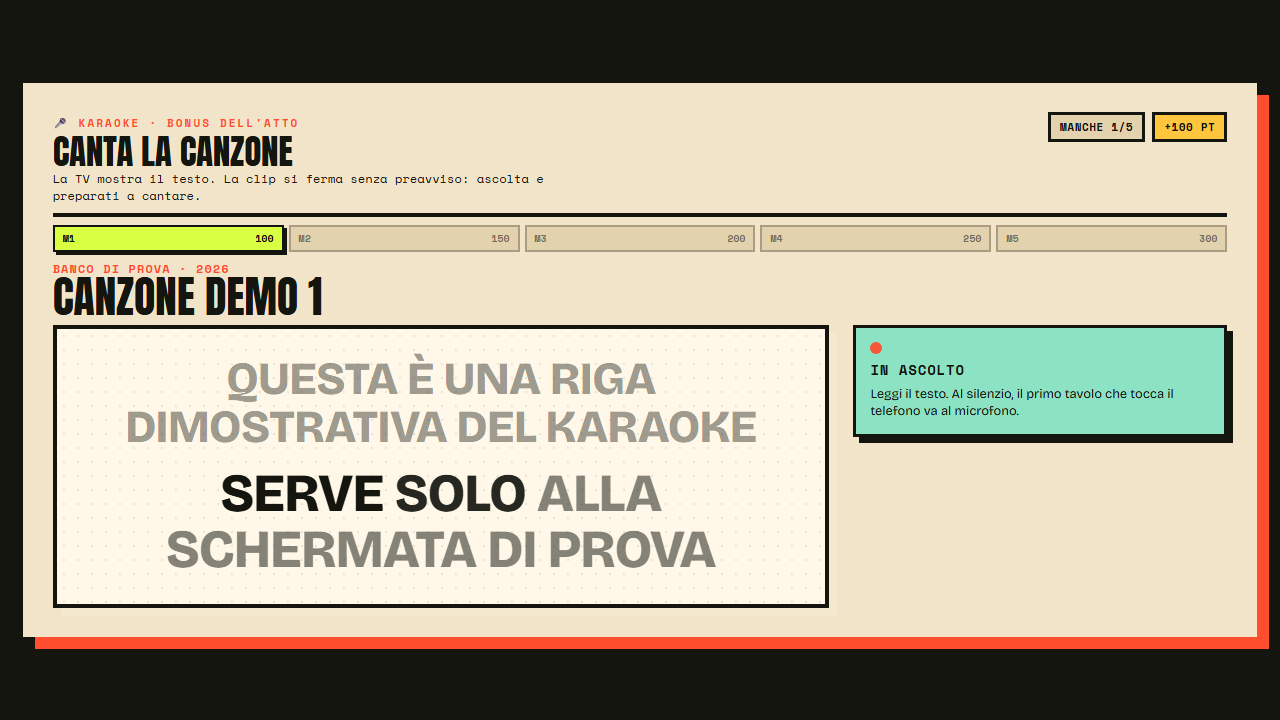 KARAOKE · BONUS DELL'ATTO
CANTA LA CANZONE
La TV mostra il testo. La clip si ferma senza preavviso: ascolta e
preparati a cantare.
MANCHE 1/5
+100 PT
M1 100
M2 150
M3 200
M4 250
M5 300
BANCO DI PROVA · 2026
CANZONE DEMO 1
QUESTA È UNA RIGA
DIMOSTRATIVA DEL KARAOKE
SERVE SOLO ALLA
SCHERMATA DI PROVA
IN ASCOLTO
Leggi il testo. Al silenzio, il primo tavolo che tocca il
telefono va al microfono.